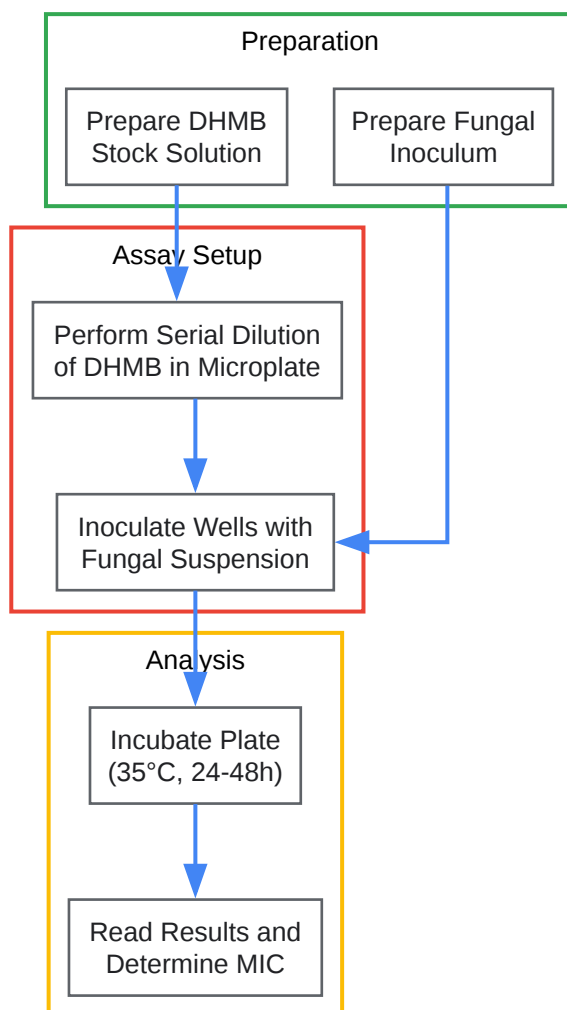 Preparation
Prepare DHMB
Stock Solution
Prepare Fungal
Inoculum
Assay Setup
Perform Serial Dilution
of DHMB in Microplate
Inoculate Wells with
Fungal Suspension
Analysis
Incubate Plate
(35°C, 24-48h)
Read Results and
Determine MIC